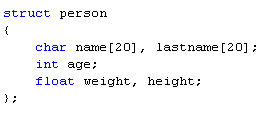 struct person
{
    char name[20], lastname[20];
    int age;
    float weight, height;
};